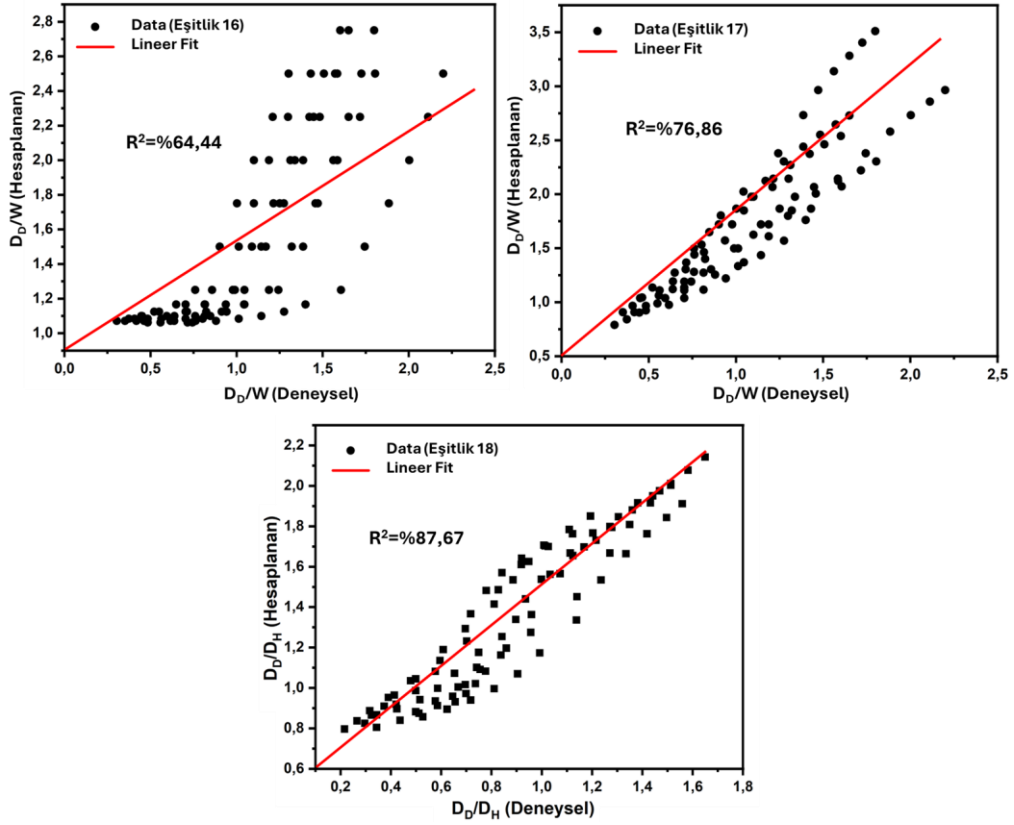 Data (Eşitlik 16)
Lineer Fit
R²=%64,44
D_D/W (Hesaplanan)
2,8
2,6
2,4
2,2
2,0
1,8
1,6
1,4
1,2
1,0
0,0 0,5 1,0 1,5 2,0 2,5
D_D/W (Deneysel)
Data (Eşitlik 17)
Lineer Fit
R²=%76,86
D_D/W (Hesaplanan)
3,5
3,0
2,5
2,0
1,5
1,0
0,5
0,0 0,5 1,0 1,5 2,0 2,5
D_D/W (Deneysel)
Data (Eşitlik 18)
Lineer Fit
R²=%87,67
D_D/D_H (Hesaplanan)
2,2
2,0
1,8
1,6
1,4
1,2
1,0
0,8
0,6
0,2 0,4 0,6 0,8 1,0 1,2 1,4 1,6 1,8
D_D/D_H (Deneysel)